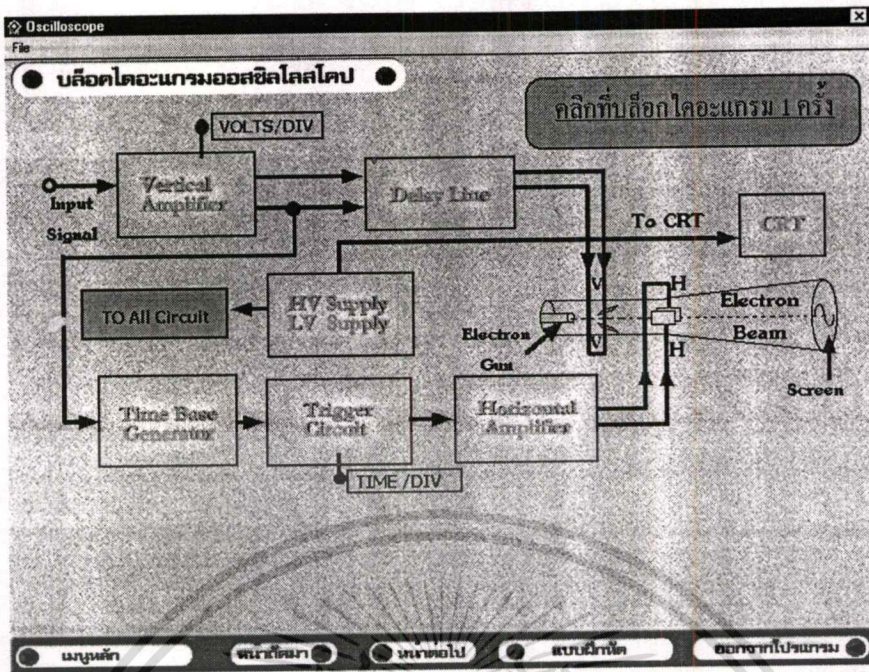 Oscilloscope
File
บล็อคไดอะแกรมออสซิลโลสโคป
คลิกที่บล็อกไดอะแกรม 1 ครั้ง
VOLTS/DIV
Input
Signal
Vertical
Amplifier
Delay Line
To CRT
CRT
TO All Circuit
HV Supply
LV Supply
V
V
H
H
Electron
Gun
Electron
Beam
Screen
Time Base
Generator
Trigger
Circuit
Horizontal
Amplifier
TIME /DIV
เมนูหลัก
หน้าถัดมา
หน้าต่อไป
แบบฝึกหัด
ออกจากโปรแกรม